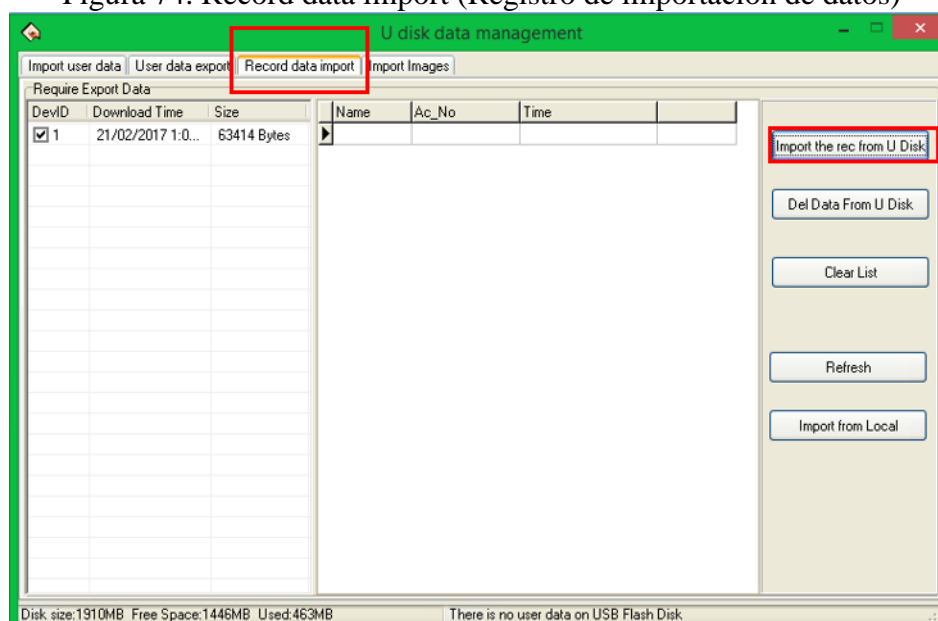 Figura 74. Record data import (Registro de importación de datos)
U disk data management
Import user data User data export Record data import Import Images
Require Export Data
DevID Download Time Size Name Ac_No Time
1 21/02/2017 1:0... 63414 Bytes
Import the rec from U Disk
Del Data From U Disk
Clear List
Refresh
Import from Local
Disk size:1910MB Free Space:1446MB Used:463MB There is no user data on USB Flash Disk